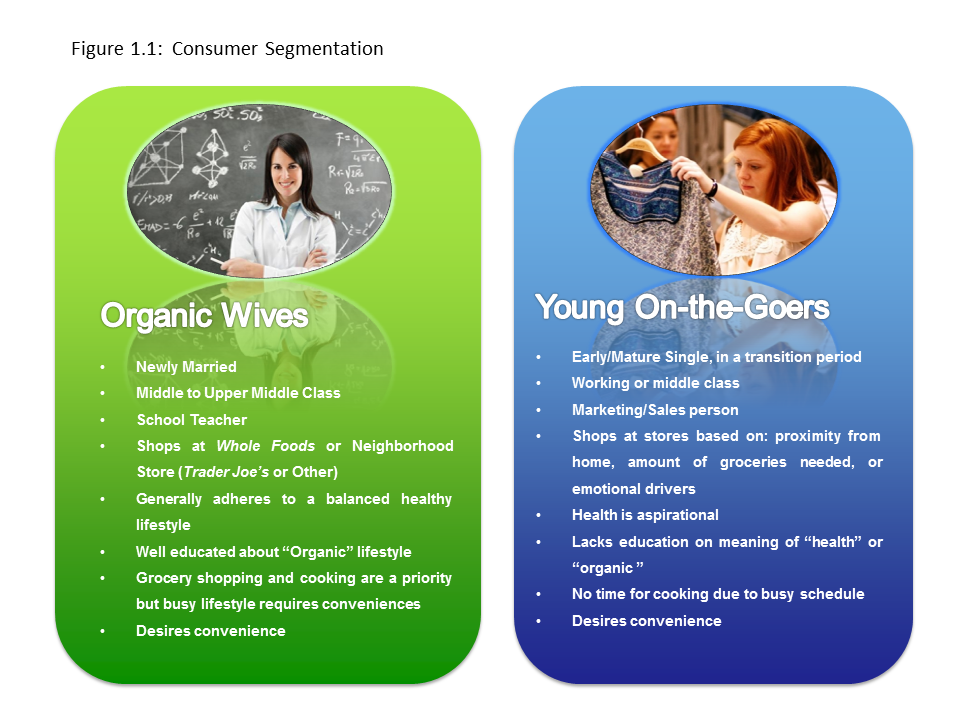 Figure 1.1: Consumer Segmentation
SO₂.SO₃
Organic Wives
• Newly Married
• Middle to Upper Middle Class
• School Teacher
• Shops at Whole Foods or Neighborhood
Store (Trader Joe’s or Other)
• Generally adheres to a balanced healthy
lifestyle
• Well educated about “Organic” lifestyle
• Grocery shopping and cooking are a priority
but busy lifestyle requires conveniences
• Desires convenience
Young On-the-Goers
• Early/Mature Single, in a transition period
• Working or middle class
• Marketing/Sales person
• Shops at stores based on: proximity from
home, amount of groceries needed, or
emotional drivers
• Health is aspirational
• Lacks education on meaning of “health” or
“organic ”
• No time for cooking due to busy schedule
• Desires convenience